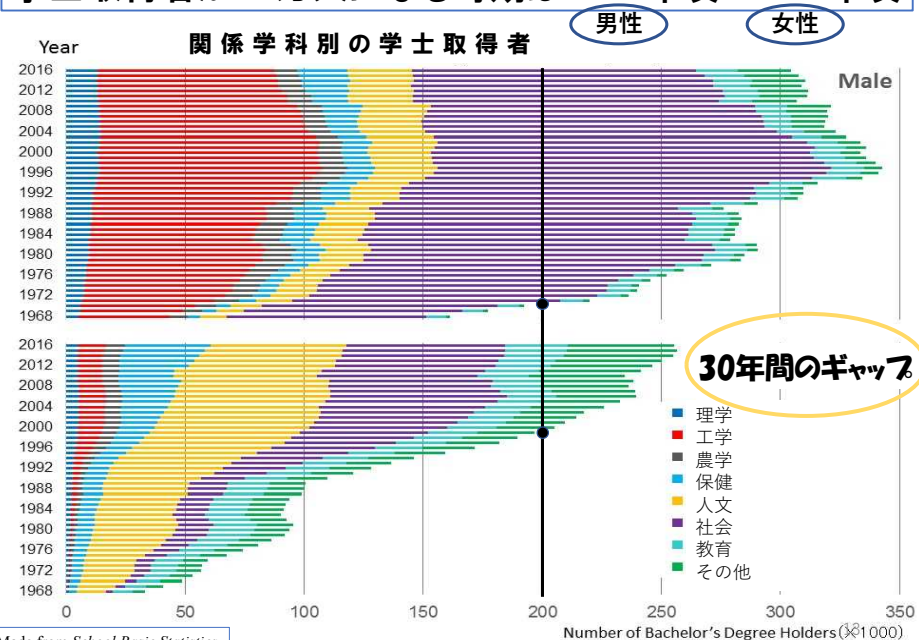 男性
女性
Year
関係学科別の学士取得者
Male
2016
2012
2008
2004
2000
1996
1992
1988
1984
1980
1976
1972
1968
2016
2012
2008
2004
2000
1996
1992
1988
1984
1980
1976
1972
1968
30年間のギャップ
理学
工学
農学
保健
人文
社会
教育
その他
0 50 100 150 200 250 300 350
Number of Bachelor's Degree Holders(×1000)